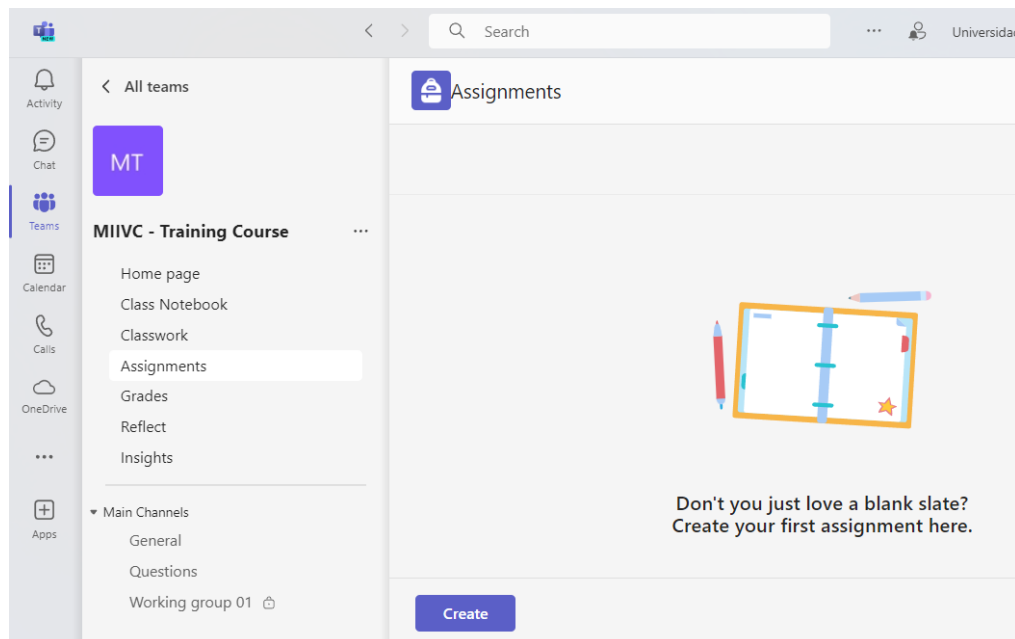 NEW
Search
Universidad
Activity
Chat
Teams
Calendar
Calls
OneDrive
Apps
All teams
MT
MIIVC - Training Course
Home page
Class Notebook
Classwork
Assignments
Grades
Reflect
Insights
Main Channels
General
Questions
Working group 01
Assignments
Don't you just love a blank slate?
Create your first assignment here.
Create